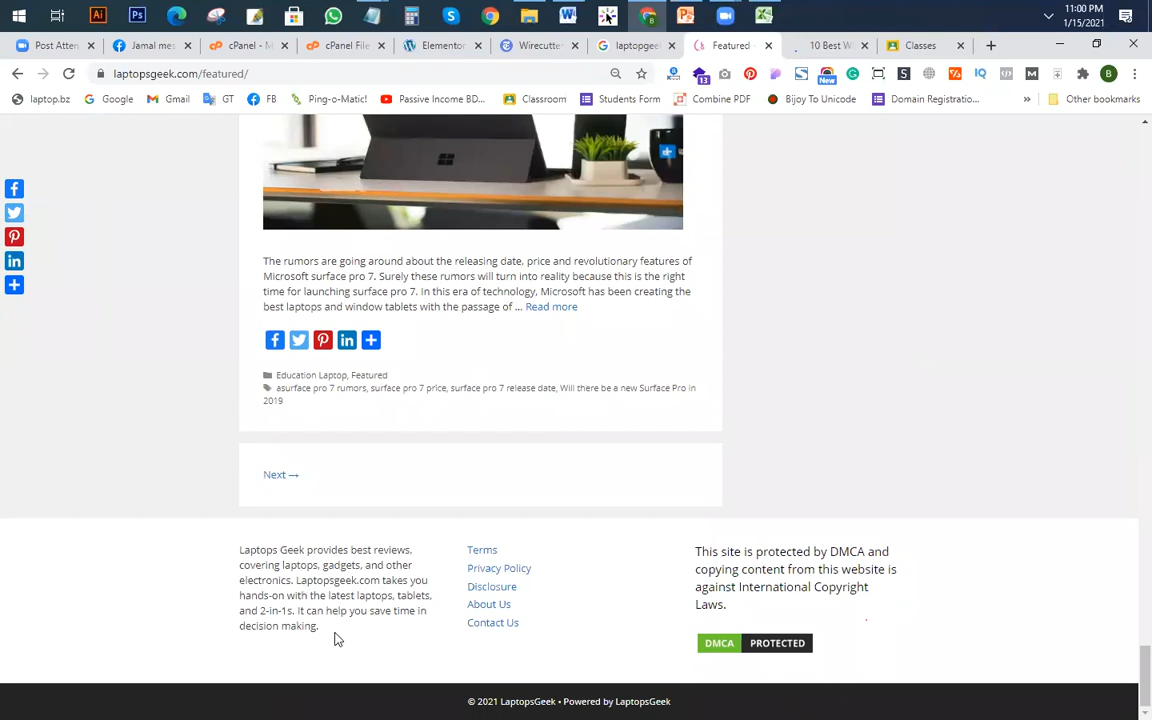 11:00 PM
1/15/2021
Post Atten
Jamal mes
cPanel - M
cPanel File
Elementor
Wirecutte
laptopgee
Featured
10 Best W
Classes
laptopsgeek.com/featured/
13
New
B
laptop.bz
Google
Gmail
GT
FB
Ping-o-Matic!
Passive Income BD...
Classroom
Students Form
Combine PDF
Bijoy To Unicode
Domain Registratio...
Other bookmarks
The rumors are going around about the releasing date, price and revolutionary features of
Microsoft surface pro 7. Surely these rumors will turn into reality because this is the right
time for launching surface pro 7. In this era of technology, Microsoft has been creating the
best laptops and window tablets with the passage of ... Read more
Education Laptop, Featured
asurface pro 7 rumors, surface pro 7 price, surface pro 7 release date, Will there be a new Surface Pro in
2019
Next →
Laptops Geek provides best reviews,
covering laptops, gadgets, and other
electronics. Laptopsgeek.com takes you
hands-on with the latest laptops, tablets,
and 2-in-1s. It can help you save time in
decision making.
Terms
Privacy Policy
Disclosure
About Us
Contact Us
This site is protected by DMCA and
copying content from this website is
against International Copyright
Laws.
DMCA PROTECTED
© 2021 LaptopsGeek • Powered by LaptopsGeek